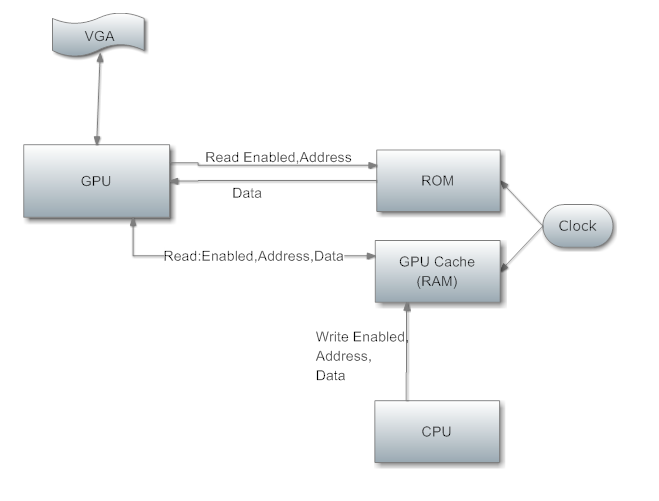 VGA
GPU
Read Enabled,Address
Data
ROM
Clock
Read:Enabled,Address,Data
GPU Cache
(RAM)
Write Enabled,
Address,
Data
CPU